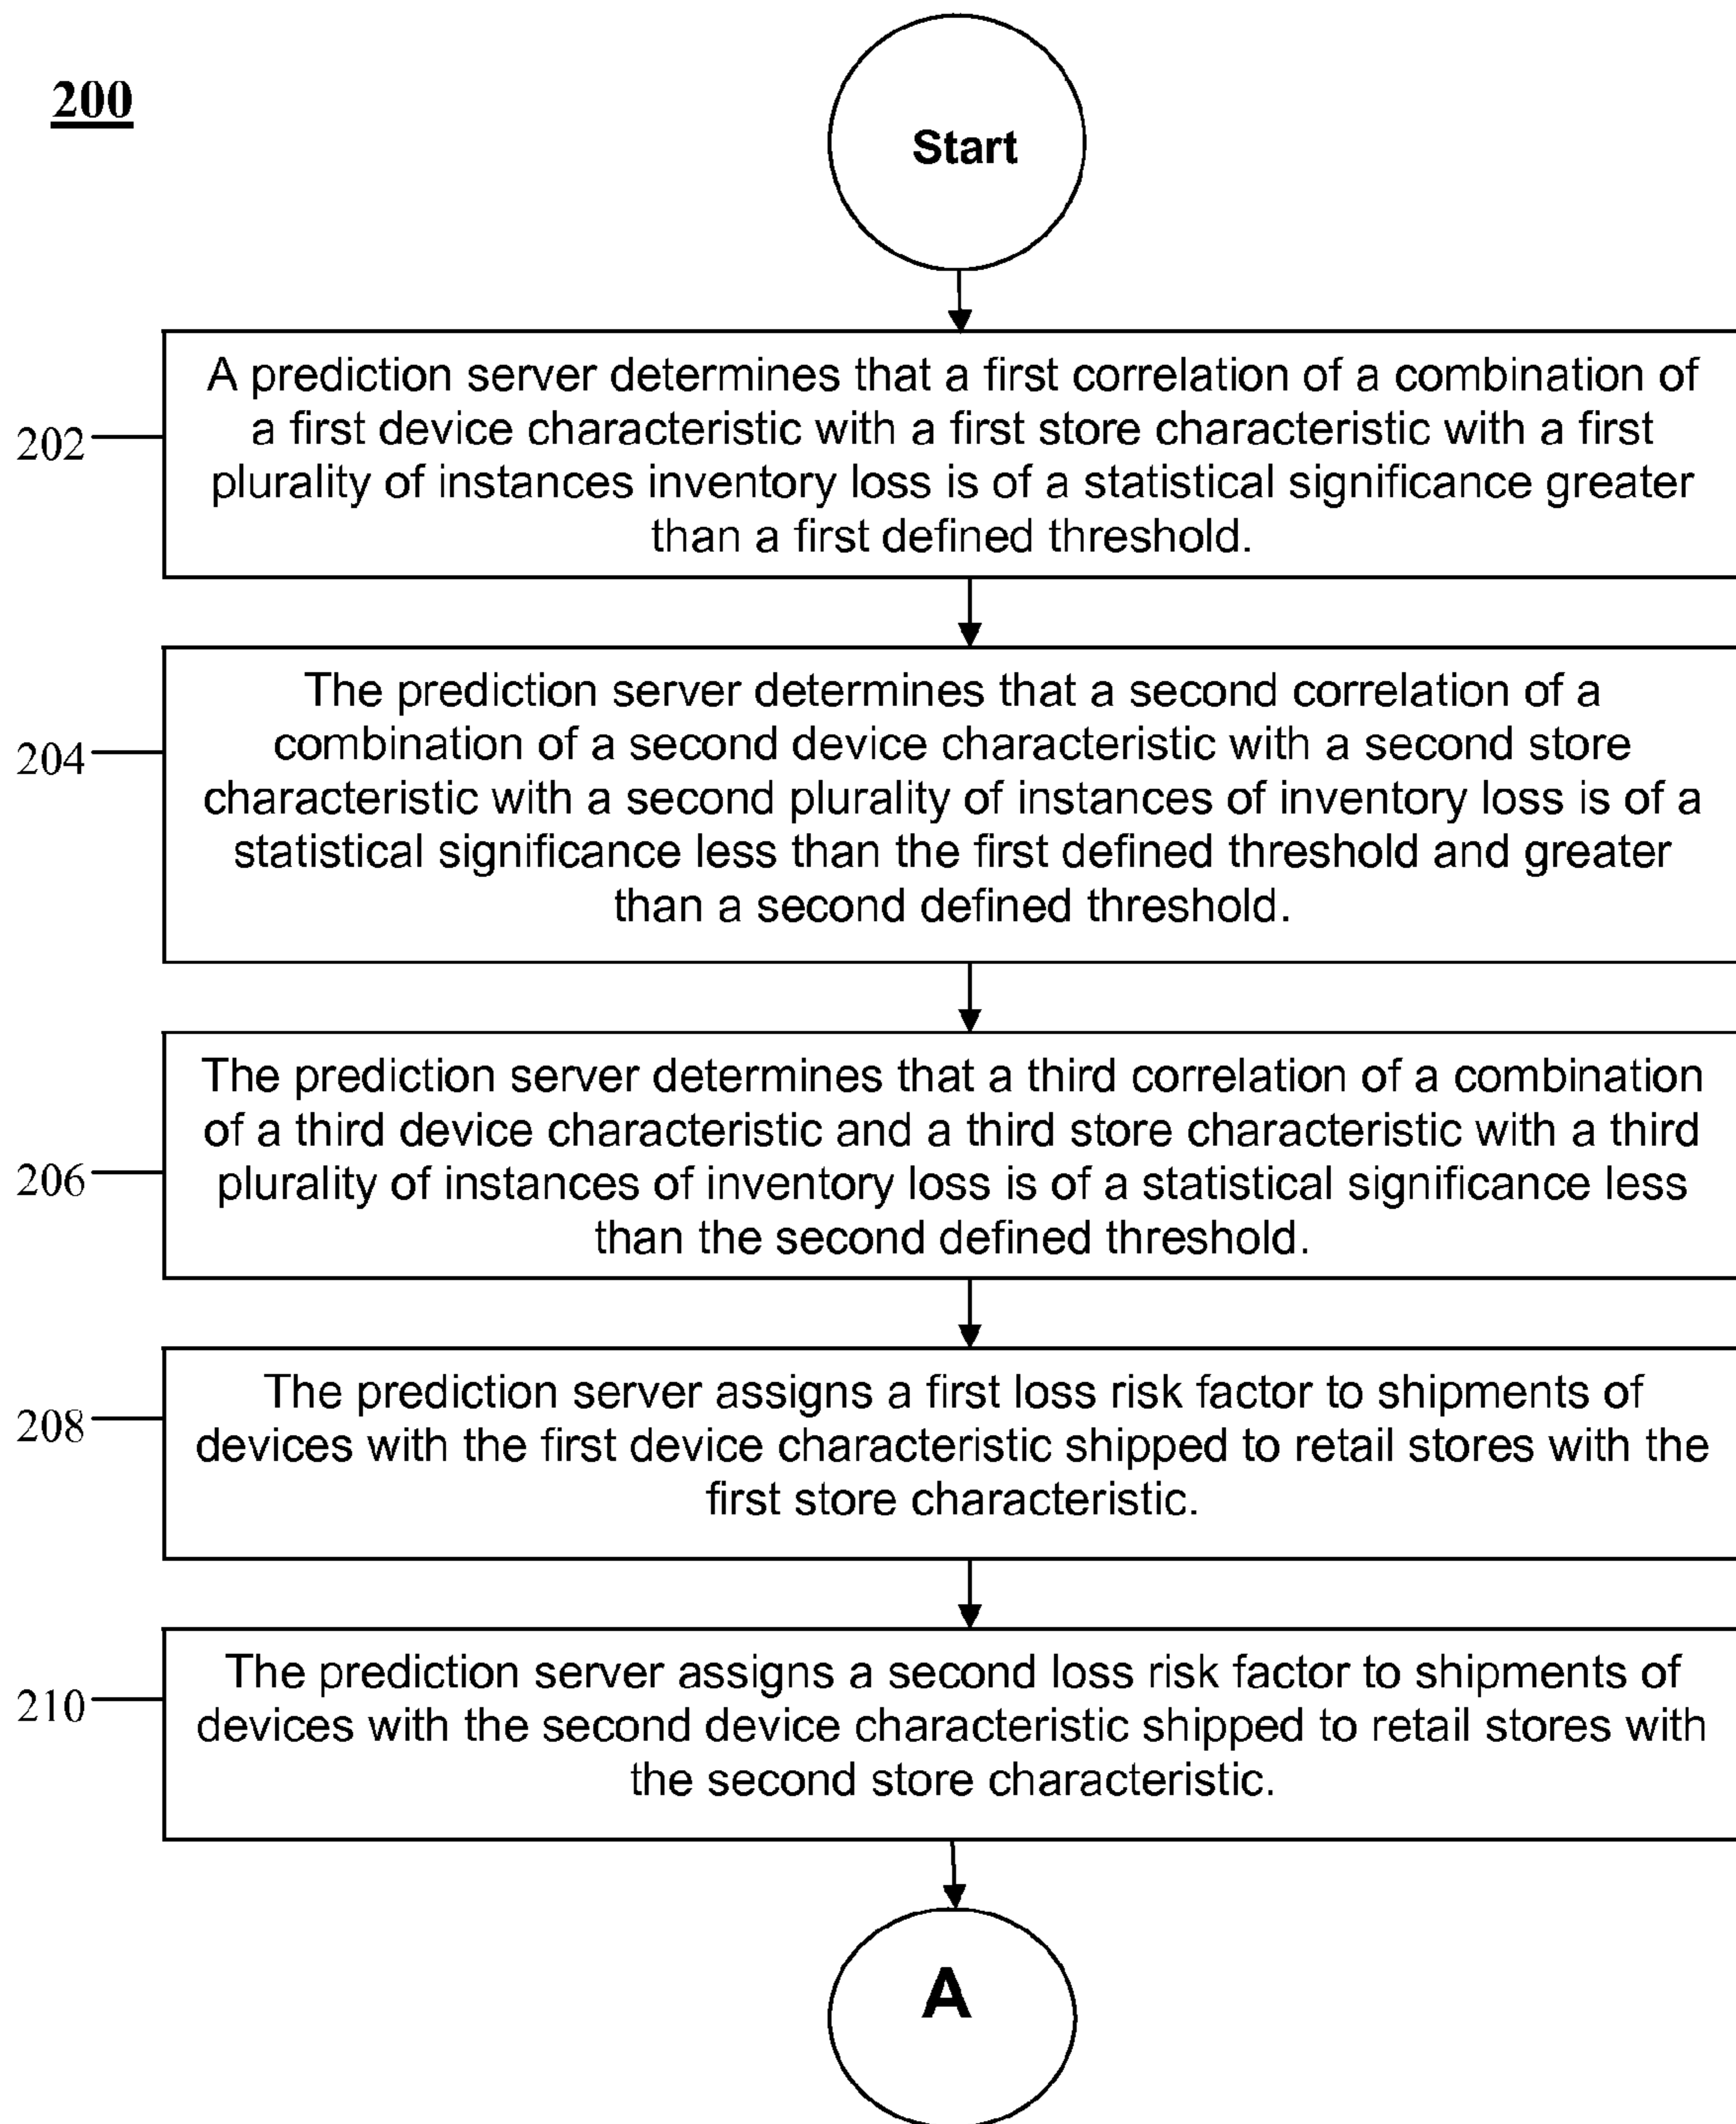 200
Start
202
A prediction server determines that a first correlation of a combination of
a first device characteristic with a first store characteristic with a first
plurality of instances inventory loss is of a statistical significance greater
than a first defined threshold.
204
The prediction server determines that a second correlation of a
combination of a second device characteristic with a second store
characteristic with a second plurality of instances of inventory loss is of a
statistical significance less than the first defined threshold and greater
than a second defined threshold.
206
The prediction server determines that a third correlation of a combination
of a third device characteristic and a third store characteristic with a third
plurality of instances of inventory loss is of a statistical significance less
than the second defined threshold.
208
The prediction server assigns a first loss risk factor to shipments of
devices with the first device characteristic shipped to retail stores with the
first store characteristic.
210
The prediction server assigns a second loss risk factor to shipments of
devices with the second device characteristic shipped to retail stores with
the second store characteristic.
A